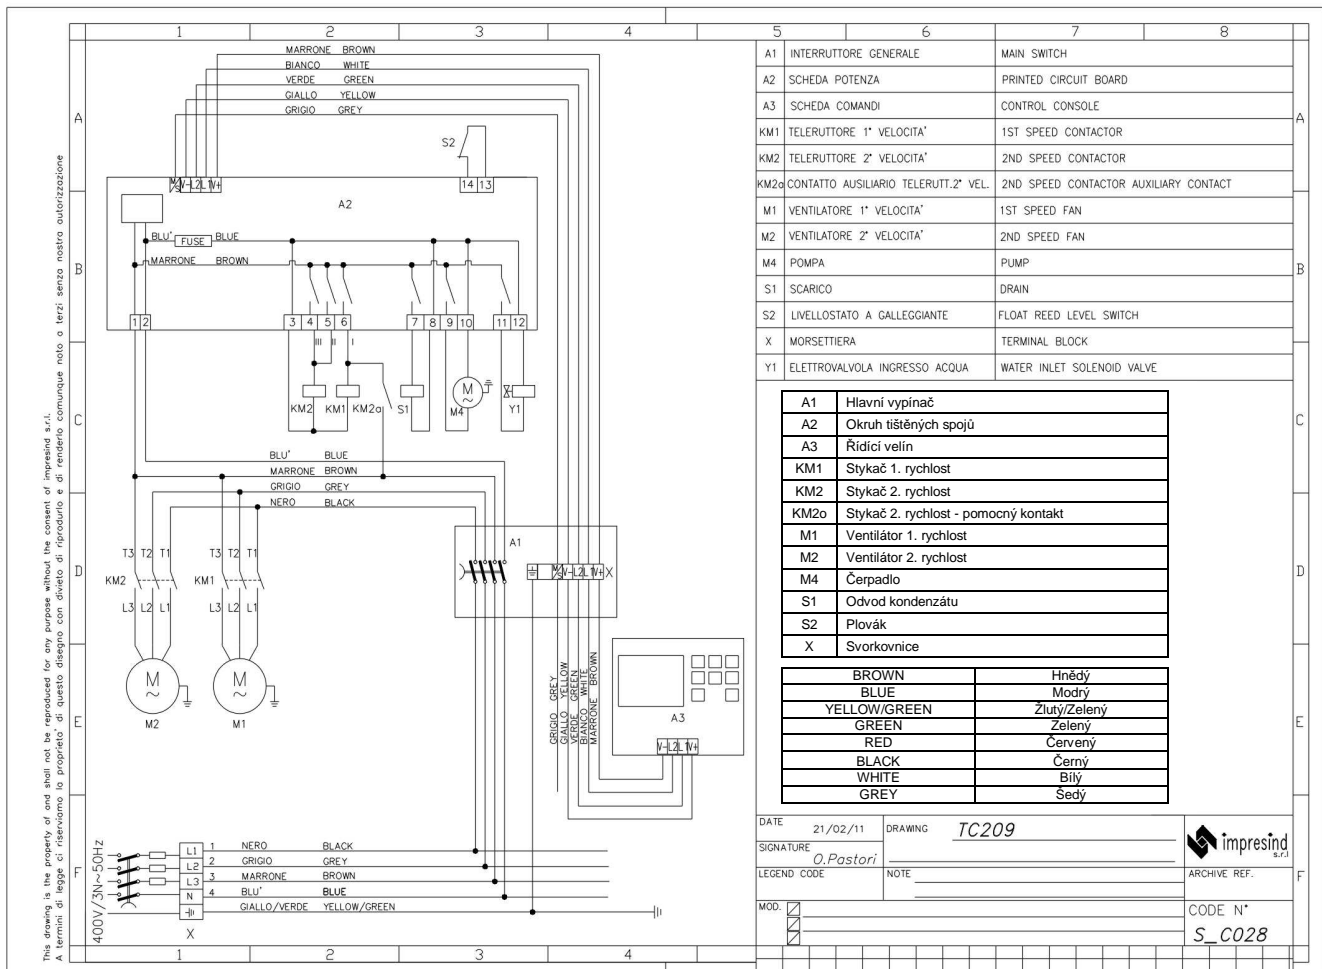 1 2 3 4 5 6 7 8
A
B
C
D
E
F
This drawing is the property of and shall not be reproduced for any purpose without the consent of impresind s.r.l.
A termini di legge ci riserviamo la proprieta' di questo disegno con divieto di riprodurlo e di renderlo comunque noto a terzi senza nostra autorizzazione
MARRONE BROWN
BIANCO WHITE
VERDE GREEN
GIALLO YELLOW
GRIGIO GREY
S2
M/S V- L2 L1 V+
14 13
A2
BLU' FUSE BLUE
MARRONE BROWN
1 2 3 4 5 6 7 8 9 10 11 12
III II I
KM2 KM1 KM2a S1 M4 Y1
M
~
BLU' BLUE
MARRONE BROWN
GRIGIO GREY
NERO BLACK
T3 T2 T1 T3 T2 T1
KM2 KM1
L3 L2 L1 L3 L2 L1
M
~
M
~
M2 M1
A1
M/S V- L2 L1 V+ X
GRIGIO GREY
GIALLO YELLOW
VERDE GREEN
BIANCO WHITE
MARRONE BROWN
A3
V- L2 L1 V+
400V/3N~50Hz
L1 1 NERO BLACK
L2 2 GRIGIO GREY
L3 3 MARRONE BROWN
N 4 BLU' BLUE
GIALLO/VERDE YELLOW/GREEN
X
A1 INTERRUTTORE GENERALE MAIN SWITCH
A2 SCHEDA POTENZA PRINTED CIRCUIT BOARD
A3 SCHEDA COMANDI CONTROL CONSOLE
KM1 TELERUTTORE 1° VELOCITA' 1ST SPEED CONTACTOR
KM2 TELERUTTORE 2° VELOCITA' 2ND SPEED CONTACTOR
KM2a CONTATTO AUSILIARIO TELERUTT.2° VEL. 2ND SPEED CONTACTOR AUXILIARY CONTACT
M1 VENTILATORE 1° VELOCITA' 1ST SPEED FAN
M2 VENTILATORE 2° VELOCITA' 2ND SPEED FAN
M4 POMPA PUMP
S1 SCARICO DRAIN
S2 LIVELLOSTATO A GALLEGGIANTE FLOAT REED LEVEL SWITCH
X MORSETTIERA TERMINAL BLOCK
Y1 ELETTROVALVOLA INGRESSO ACQUA WATER INLET SOLENOID VALVE
A1 Hlavní vypínač
A2 Okruh tištěných spojů
A3 Řídící velín
KM1 Stykač 1. rychlost
KM2 Stykač 2. rychlost
KM2o Stykač 2. rychlost - pomocný kontakt
M1 Ventilátor 1. rychlost
M2 Ventilátor 2. rychlost
M4 Čerpadlo
S1 Odvod kondenzátu
S2 Plovák
X Svorkovnice
BROWN Hnědý
BLUE Modrý
YELLOW/GREEN Žlutý/Zelený
GREEN Zelený
RED Červený
BLACK Černý
WHITE Bílý
GREY Šedý
DATE 21/02/11 DRAWING TC209
SIGNATURE O.Pastori
impresind s.r.l
LEGEND CODE NOTE ARCHIVE REF.
MOD. CODE N°
S_C028
A
B
C
D
E
F
1 2 3 4